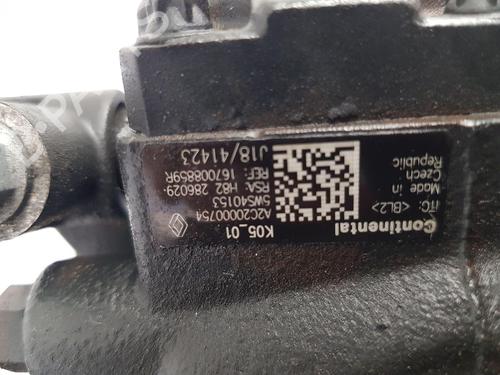 Continental
ITC: <BL2>
Made in
Czech
Republic
K05_01
A2C20000754
5WS40153
RSA: H82 286029-
REF: 167008859R
J18/41423